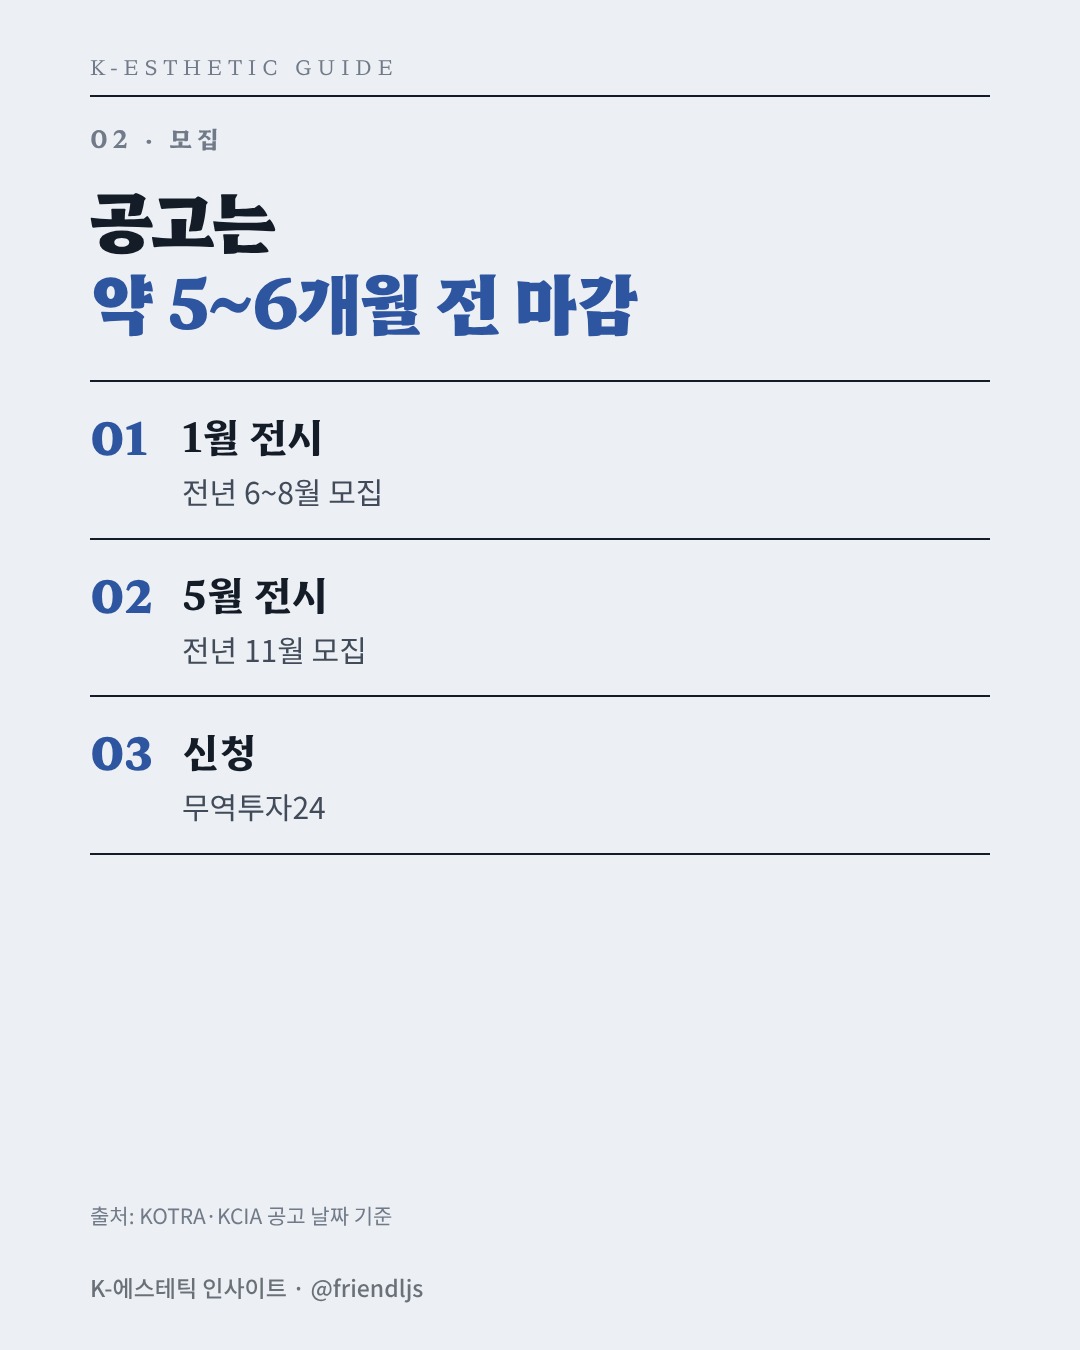 K-ESTHETIC GUIDE
02 · 모집
공고는
약 5~6개월 전 마감
01 1월 전시
전년 6~8월 모집
02 5월 전시
전년 11월 모집
03 신청
무역투자24
출처: KOTRA·KCIA 공고 날짜 기준
K-에스테틱 인사이트 · @friendljs